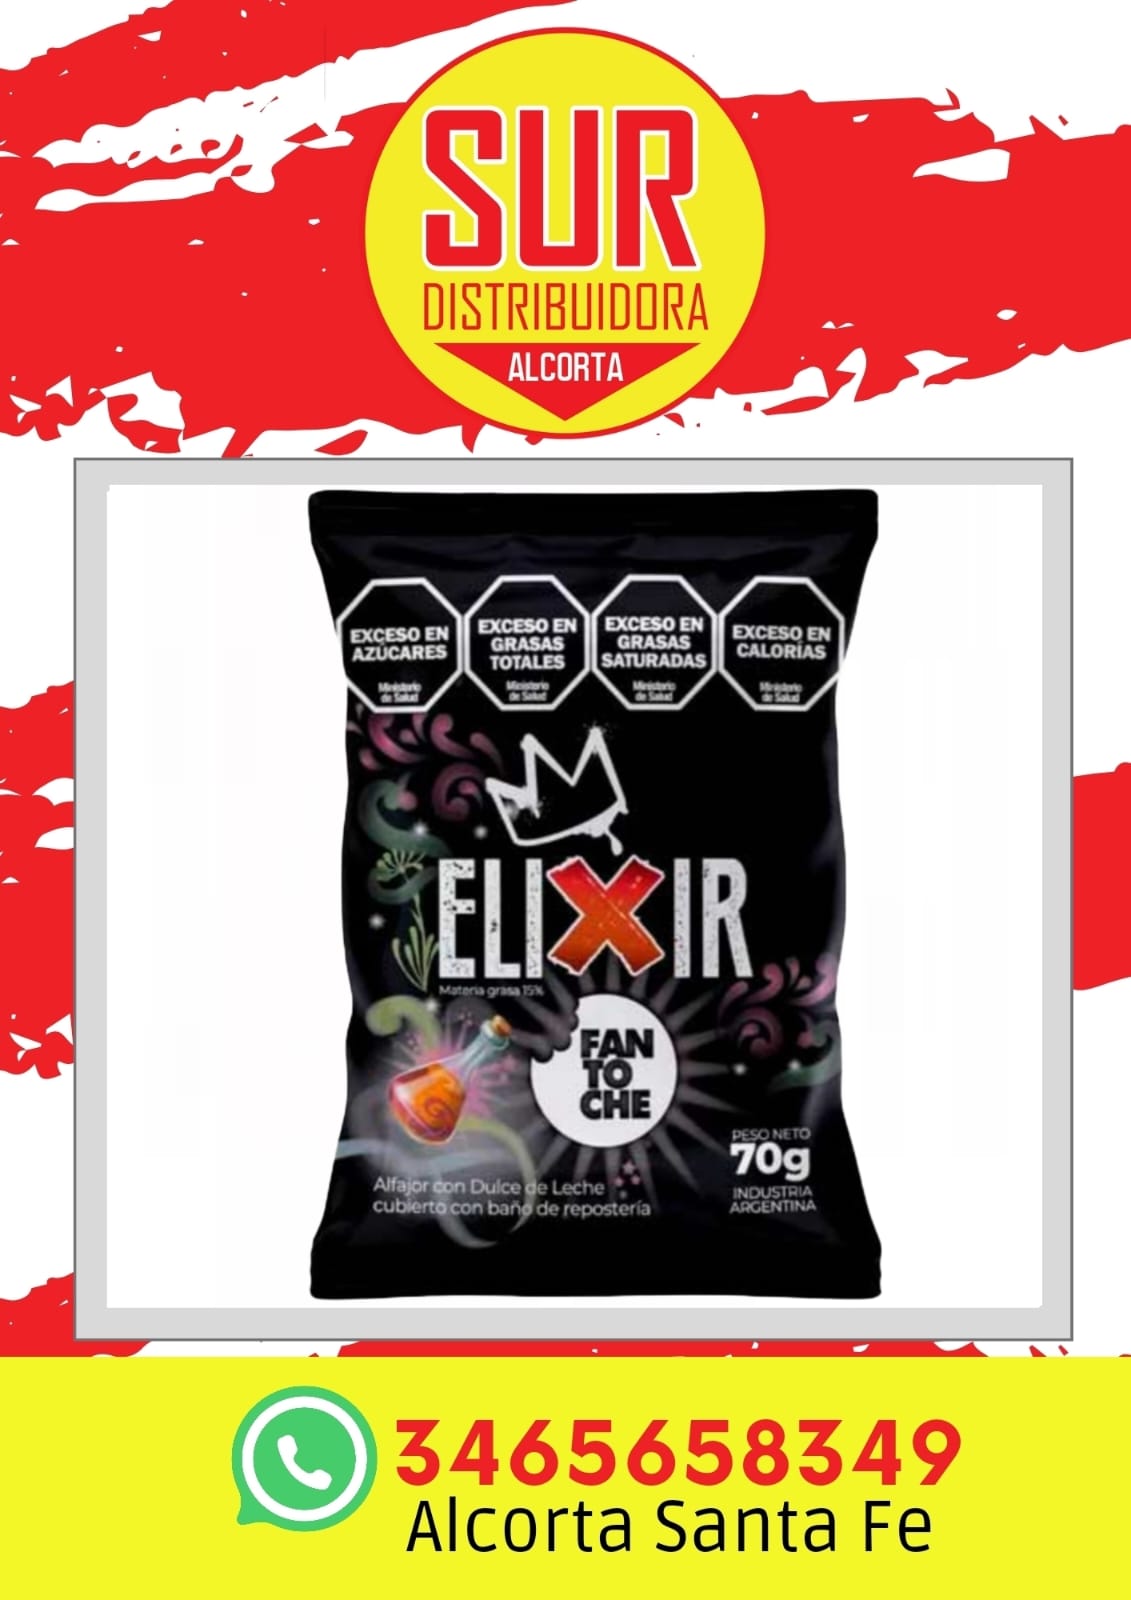 SUR
DISTRIBUIDORA
ALCORTA
EXCESO EN
AZÚCARES
Ministerio
de Salud
EXCESO EN
GRASAS
TOTALES
Ministerio
de Salud
EXCESO EN
GRASAS
SATURADAS
Ministerio
de Salud
EXCESO EN
CALORÍAS
Ministerio
de Salud
ELIXIR
Materia grasa 15%
FAN
TO
CHE
PESO NETO
70g
INDUSTRIA
ARGENTINA
Alfajor con Dulce de Leche
cubierto con baño de repostería
3465658349
Alcorta Santa Fe